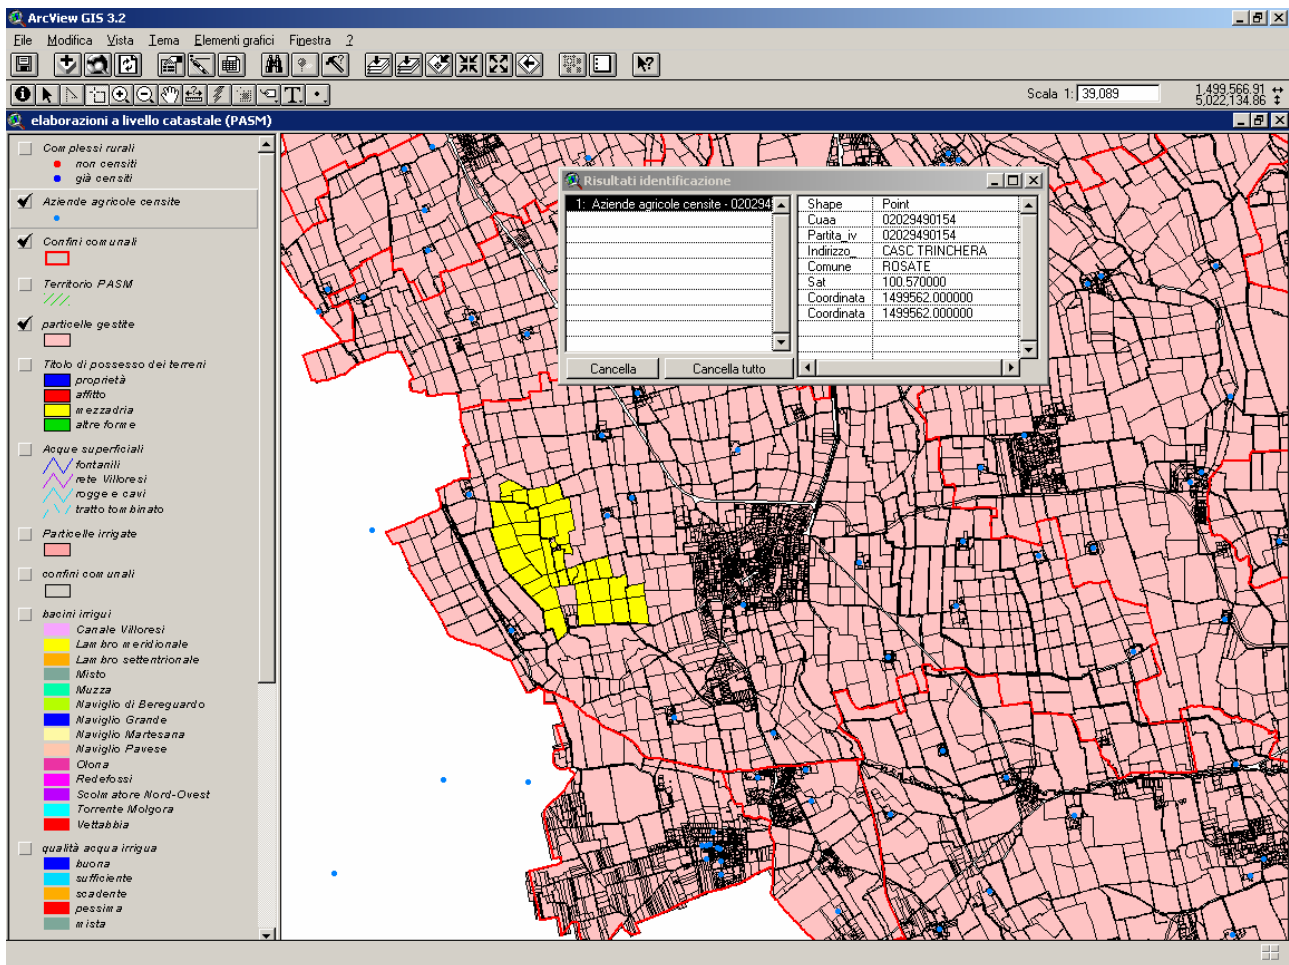 ArcView GIS 3.2
File Modifica Vista Tema Elementi grafici Finestra ?
Scala 1: 39,089
1,499,566.91
5,022,134.86
elaborazioni a livello catastale (PASM)
Complessi rurali
non censiti
già censiti
Aziende agricole censite
Confini comunali
Territorio PASM
particelle gestite
Titolo di possesso dei terreni
proprietà
affitto
mezzadria
altre forme
Acque superficiali
fontanili
rete Villoresi
rogge e cavi
tratto tombinato
Particelle irrigate
confini comunali
bacini irrigui
Canale Villoresi
Lambro meridionale
Lambro settentrionale
Misto
Muzza
Naviglio di Bereguardo
Naviglio Grande
Naviglio Martesana
Naviglio Pavese
Olona
Redefossi
Scolmatore Nord-Ovest
Torrente Molgora
Vettabbia
qualità acqua irrigua
buona
sufficiente
scadente
pessima
mista
Risultati identificazione
1: Aziende agricole censite - 020294
Shape Point
Cuaa 02029490154
Partita_iv 02029490154
Indirizzo_ CASC TRINCHERA
Comune ROSATE
Sat 100.570000
Coordinata 1499562.000000
Coordinata 1499562.000000
Cancella Cancella tutto